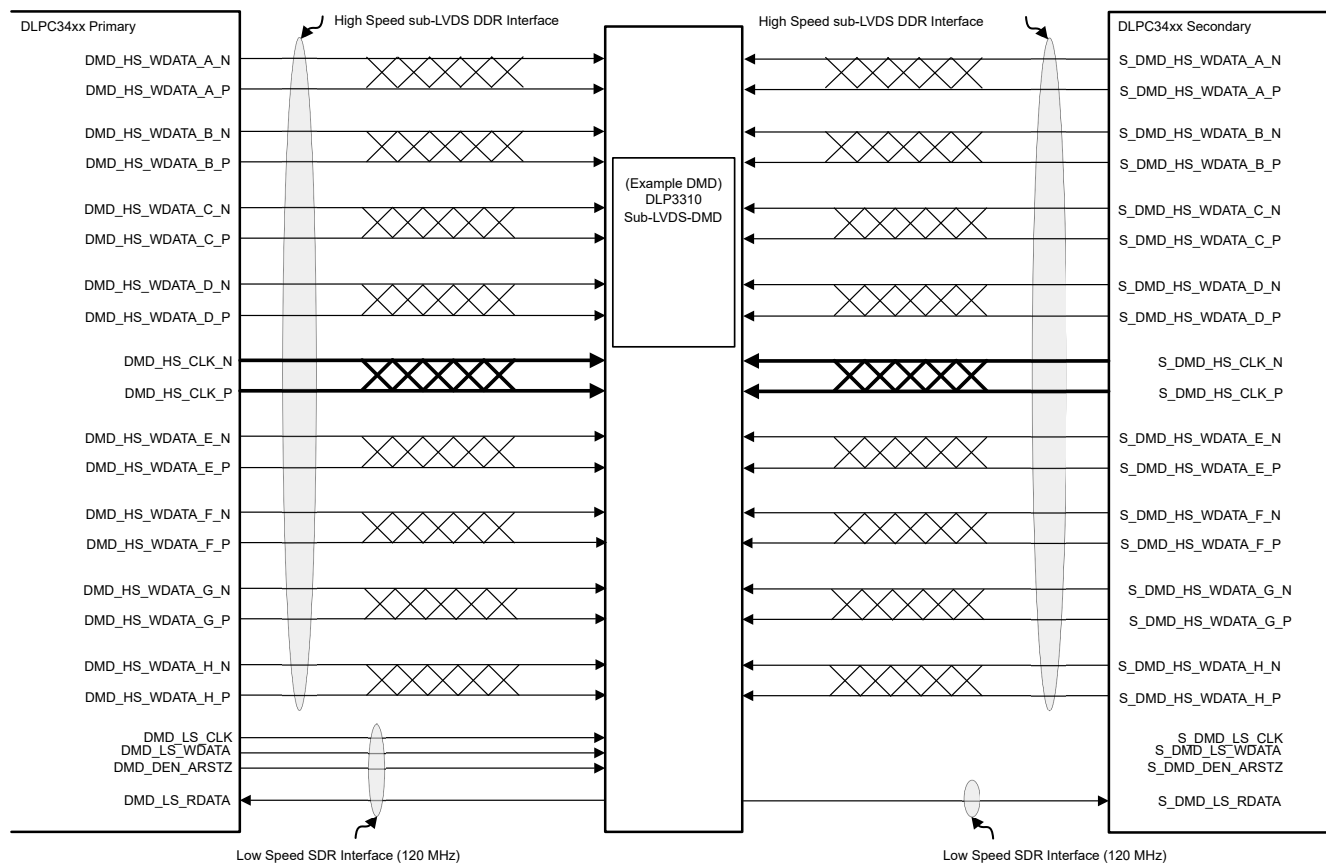 High Speed sub-LVDS DDR Interface
High Speed sub-LVDS DDR Interface
DLPC34xx Primary
DMD_HS_WDATA_A_N
DMD_HS_WDATA_A_P
DMD_HS_WDATA_B_N
DMD_HS_WDATA_B_P
DMD_HS_WDATA_C_N
DMD_HS_WDATA_C_P
DMD_HS_WDATA_D_N
DMD_HS_WDATA_D_P
DMD_HS_CLK_N
DMD_HS_CLK_P
DMD_HS_WDATA_E_N
DMD_HS_WDATA_E_P
DMD_HS_WDATA_F_N
DMD_HS_WDATA_F_P
DMD_HS_WDATA_G_N
DMD_HS_WDATA_G_P
DMD_HS_WDATA_H_N
DMD_HS_WDATA_H_P
DMD_LS_CLK
DMD_LS_WDATA
DMD_DEN_ARSTZ
DMD_LS_RDATA
(Example DMD)
DLP3310
Sub-LVDS-DMD
DLPC34xx Secondary
S_DMD_HS_WDATA_A_N
S_DMD_HS_WDATA_A_P
S_DMD_HS_WDATA_B_N
S_DMD_HS_WDATA_B_P
S_DMD_HS_WDATA_C_N
S_DMD_HS_WDATA_C_P
S_DMD_HS_WDATA_D_N
S_DMD_HS_WDATA_D_P
S_DMD_HS_CLK_N
S_DMD_HS_CLK_P
S_DMD_HS_WDATA_E_N
S_DMD_HS_WDATA_E_P
S_DMD_HS_WDATA_F_N
S_DMD_HS_WDATA_F_P
S_DMD_HS_WDATA_G_N
S_DMD_HS_WDATA_G_P
S_DMD_HS_WDATA_H_N
S_DMD_HS_WDATA_H_P
S_DMD_LS_CLK
S_DMD_LS_WDATA
S_DMD_DEN_ARSTZ
S_DMD_LS_RDATA
Low Speed SDR Interface (120 MHz)
Low Speed SDR Interface (120 MHz)